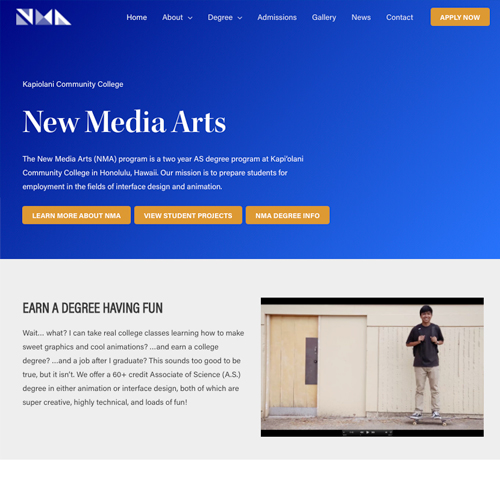 NMA
Home About Degree Admissions Gallery News Contact APPLY NOW
Kapiolani Community College
New Media Arts
The New Media Arts (NMA) program is a two year AS degree program at Kapi'olani
Community College in Honolulu, Hawaii. Our mission is to prepare students for
employment in the fields of interface design and animation.
LEARN MORE ABOUT NMA VIEW STUDENT PROJECTS NMA DEGREE INFO
EARN A DEGREE HAVING FUN
Wait... what? I can take real college classes learning how to make
sweet graphics and cool animations? ...and earn a college
degree? ...and a job after I graduate? This sounds too good to be
true, but it isn't. We offer a 60+ credit Associate of Science (A.S.)
degree in either animation or interface design, both of which are
super creative, highly technical, and loads of fun!